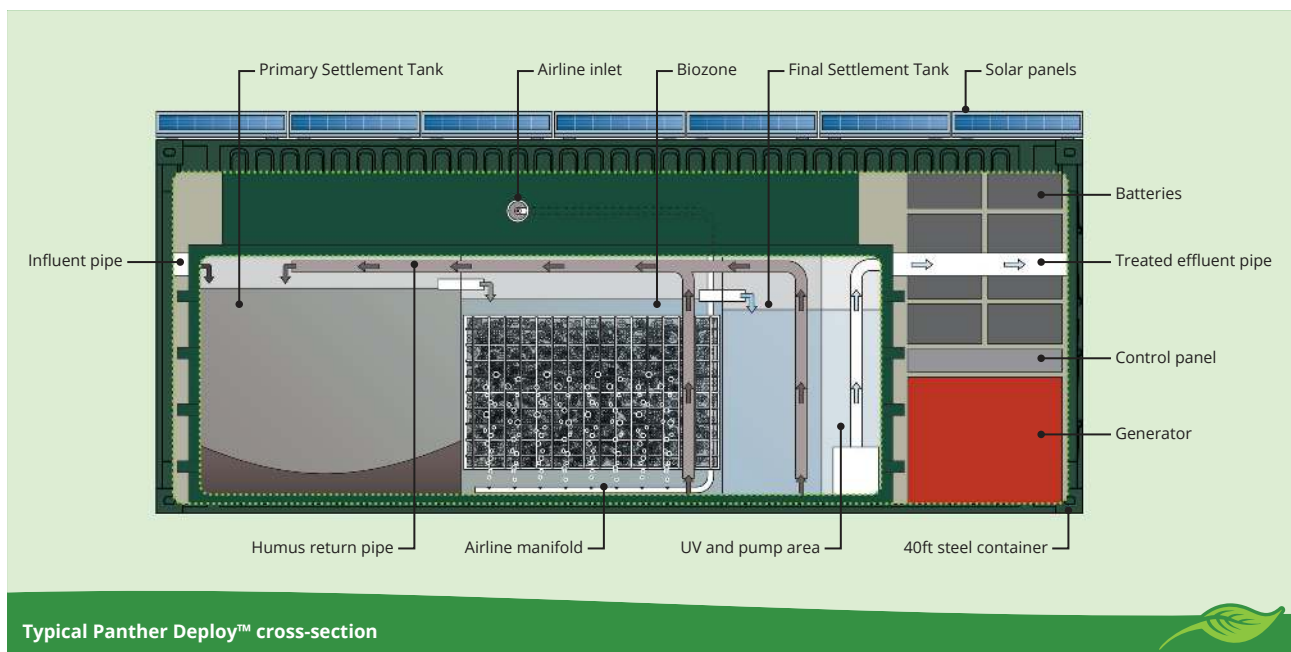 Primary Settlement Tank
Airline inlet
Biozone
Final Settlement Tank
Solar panels
Batteries
Influent pipe
Treated effluent pipe
Control panel
Generator
Humus return pipe
Airline manifold
UV and pump area
40ft steel container
Typical Panther Deploy™ cross-section